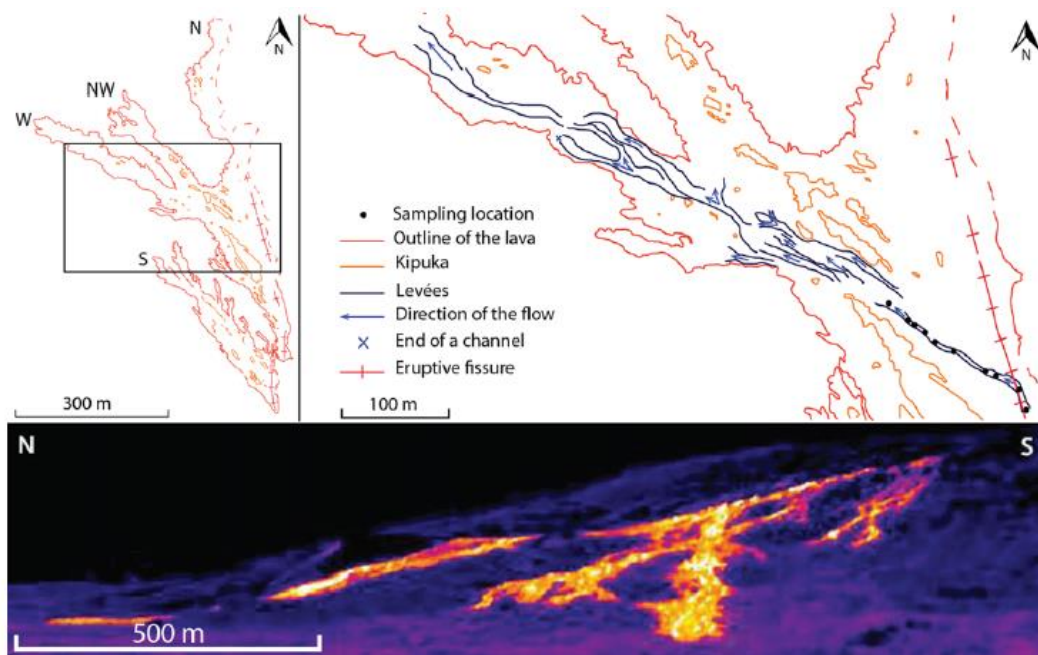 N
NW
W
S
N
300 m
N
Sampling location
Outline of the lava
Kipuka
Levées
Direction of the flow
End of a channel
Eruptive fissure
100 m
N
S
500 m